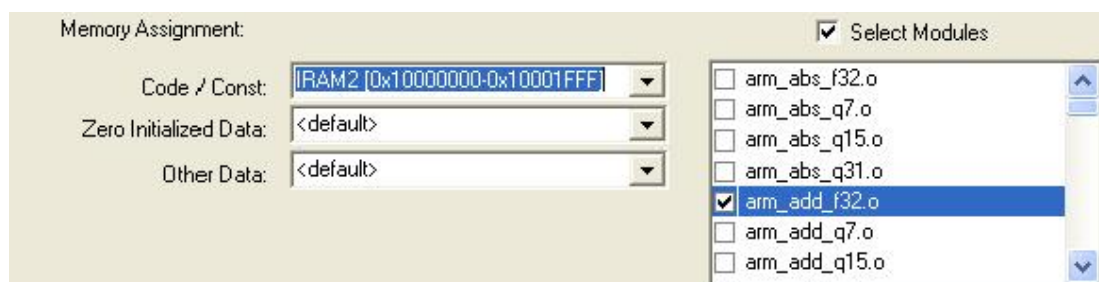 Memory Assignment:
Select Modules
Code / Const: IRAM2 [0x10000000-0x10001FFF]
Zero Initialized Data: <default>
Other Data: <default>
arm_abs_f32.o
arm_abs_q7.o
arm_abs_q15.o
arm_abs_q31.o
arm_add_f32.o
arm_add_q7.o
arm_add_q15.o